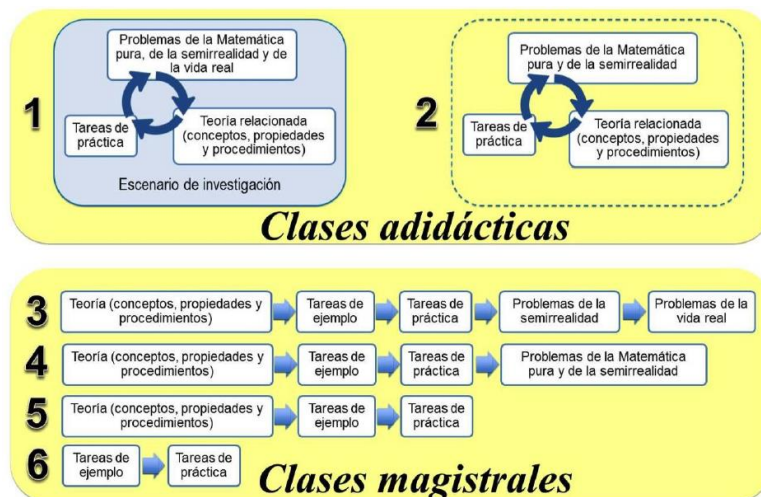 Problemas de la Matemática
pura, de la semirrealidad y de
la vida real
1
Tareas de
práctica
Teoría relacionada
(conceptos, propiedades
y procedimientos)
Escenario de investigación
Problemas de la Matemática
pura y de la semirrealidad
2
Tareas de
práctica
Teoría relacionada
(conceptos, propiedades
y procedimientos)
Clases adidácticas
3
Teoría (conceptos, propiedades y
procedimientos)
Tareas de
ejemplo
Tareas de
práctica
Problemas de la
semirrealidad
Problemas de la
vida real
4
Teoría (conceptos, propiedades y
procedimientos)
Tareas de
ejemplo
Tareas de
práctica
Problemas de la Matemática
pura y de la semirrealidad
5
Teoría (conceptos, propiedades y
procedimientos)
Tareas de
ejemplo
Tareas de
práctica
6
Tareas de
ejemplo
Tareas de
práctica
Clases magistrales